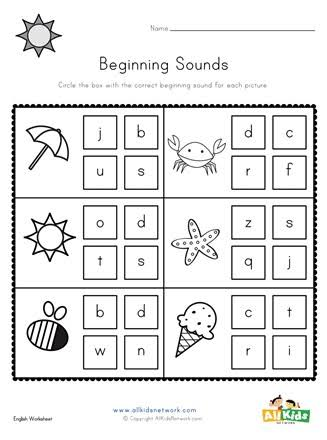 Name
Beginning Sounds
Circle the box with the correct beginning sound for each picture
j b
u s
d c
r f
o d
t s
z s
q j
b d
w n
c t
r i
English Worksheet
www.allkidsnetwork.com
© AllKidsNetwork.com
All Kids
NETWORK